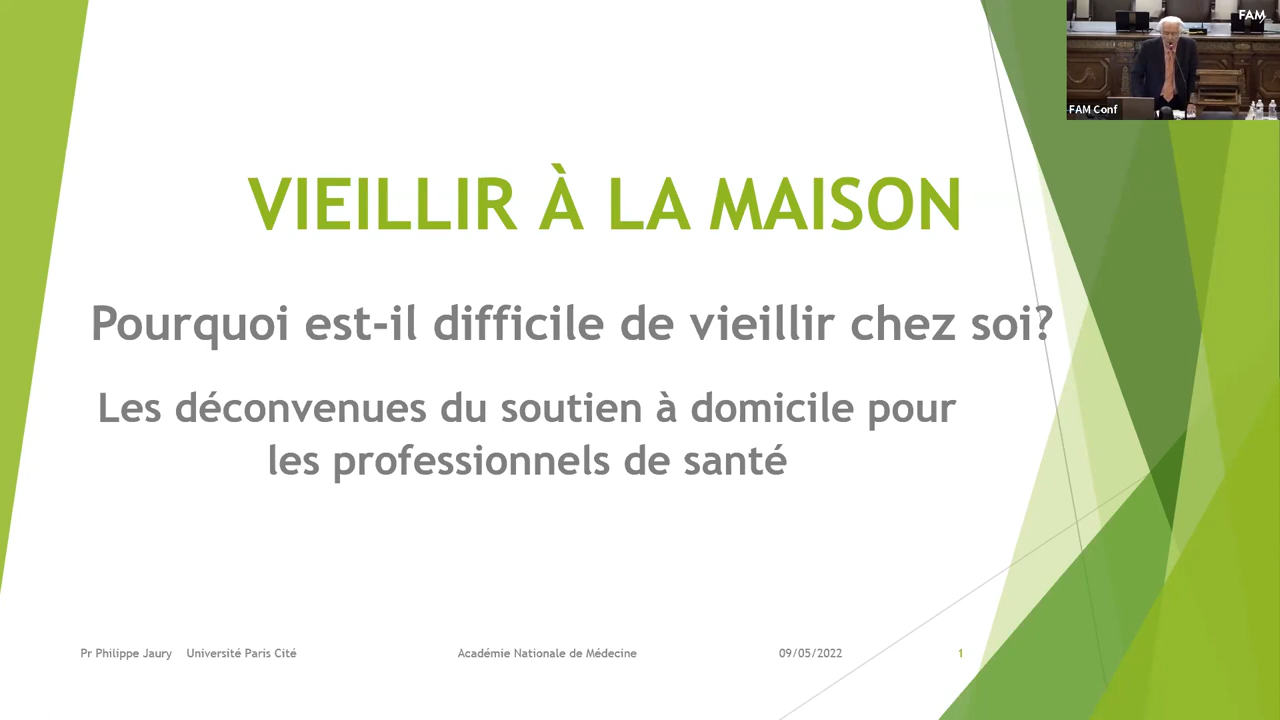 FAM
FAM Conf
VIEILLIR À LA MAISON
Pourquoi est-il difficile de vieillir chez soi?
Les déconvenues du soutien à domicile pour
les professionnels de santé
Pr Philippe Jaury Université Paris Cité Académie Nationale de Médecine 09/05/2022 1